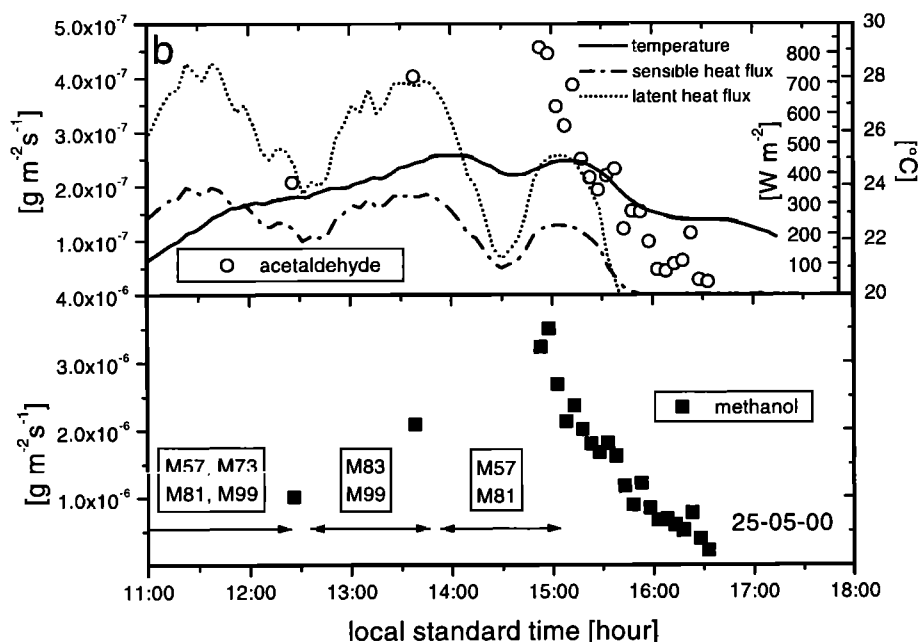 b
5.0x10⁻⁷
4.0x10⁻⁷
3.0x10⁻⁷
2.0x10⁻⁷
1.0x10⁻⁷
4.0x10⁻⁶
[g m⁻²s⁻¹]
temperature
sensible heat flux
latent heat flux
acetaldehyde
800
700
600
500
400
300
200
100
[W m⁻²]
30
28
26
24
22
20
[°C]
3.0x10⁻⁶
2.0x10⁻⁶
1.0x10⁻⁶
[g m⁻²s⁻¹]
methanol
M57, M73
M81, M99
M83
M99
M57
M81
25-05-00
11:00 12:00 13:00 14:00 15:00 16:00 17:00 18:00
local standard time [hour]